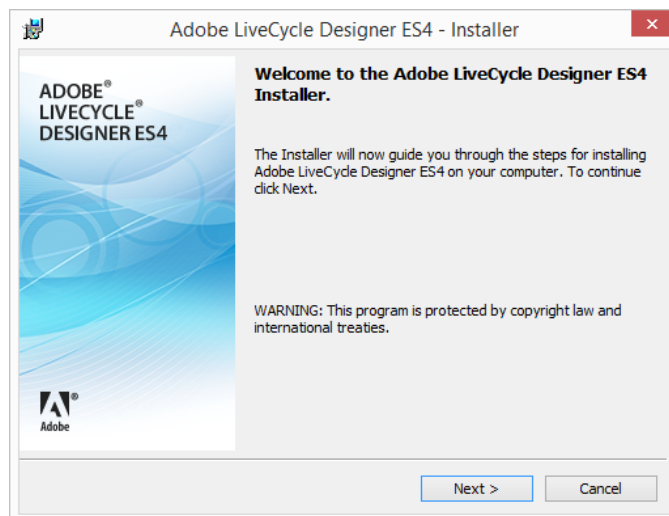 Adobe LiveCycle Designer ES4 - Installer
ADOBE®
LIVECYCLE®
DESIGNER ES4
Welcome to the Adobe LiveCycle Designer ES4
Installer.
The Installer will now guide you through the steps for installing
Adobe LiveCycle Designer ES4 on your computer. To continue
click Next.
WARNING: This program is protected by copyright law and
international treaties.
®
Adobe
Next >
Cancel